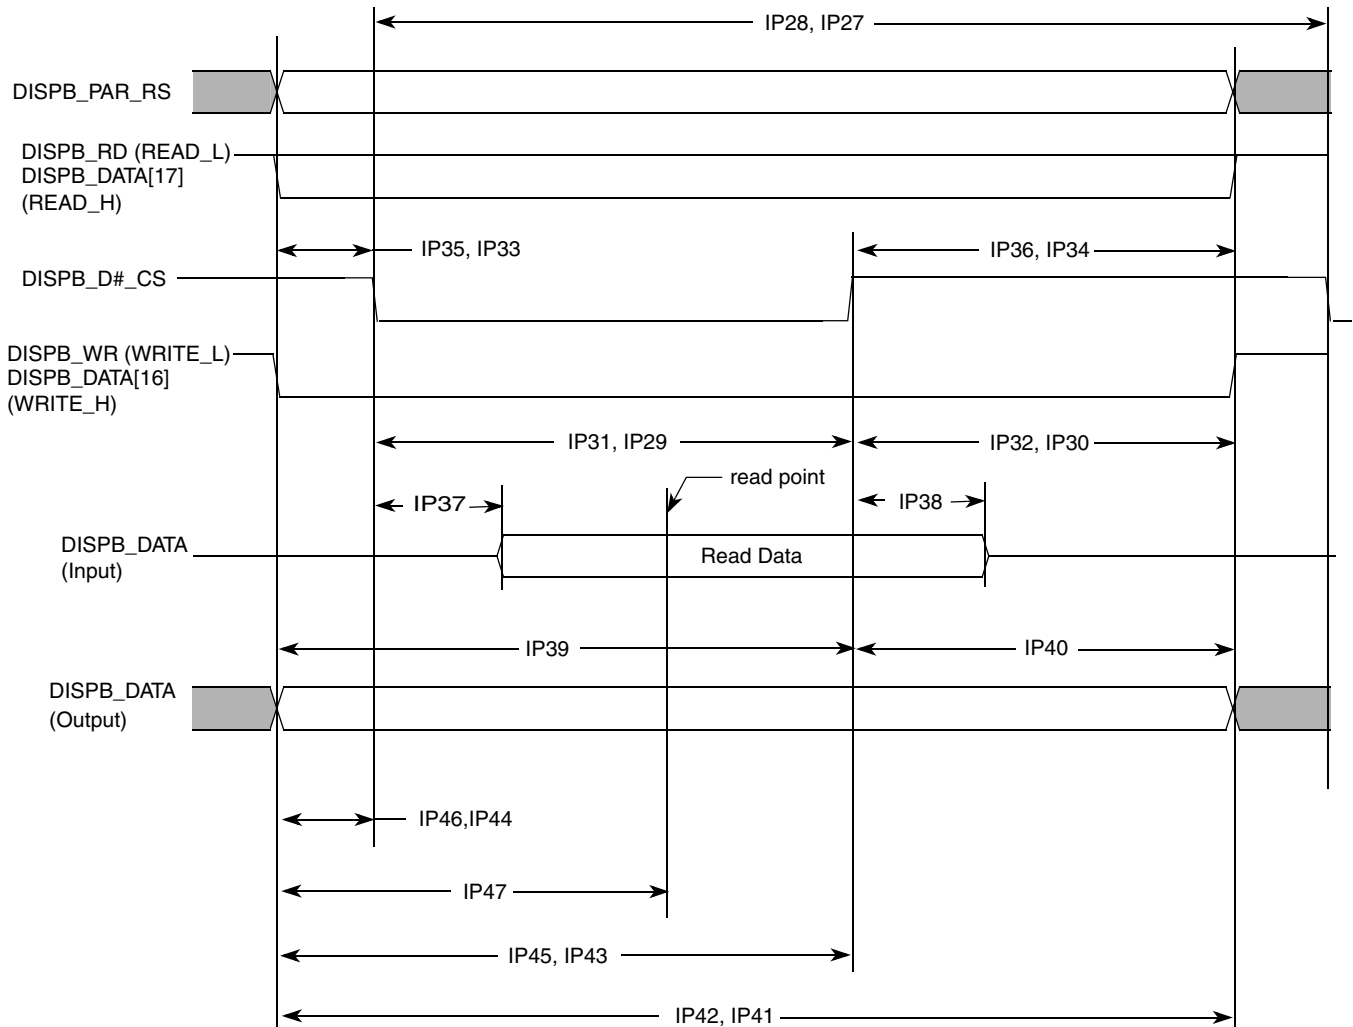 IP28, IP27
DISPB_PAR_RS
DISPB_RD (READ_L)
DISPB_DATA[17]
(READ_H)
IP35, IP33
IP36, IP34
DISPB_D#_CS
DISPB_WR (WRITE_L)
DISPB_DATA[16]
(WRITE_H)
IP31, IP29
IP32, IP30
read point
IP37
IP38
DISPB_DATA
(Input)
Read Data
IP39
IP40
DISPB_DATA
(Output)
IP46,IP44
IP47
IP45, IP43
IP42, IP41